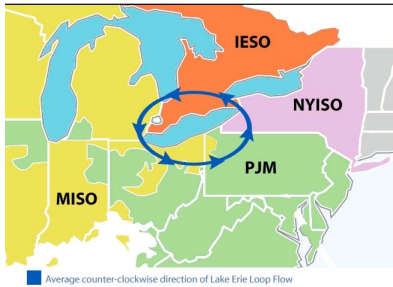 IESO
NYISO
PJM
MISO
Average counter-clockwise direction of Lake Erie Loop Flow